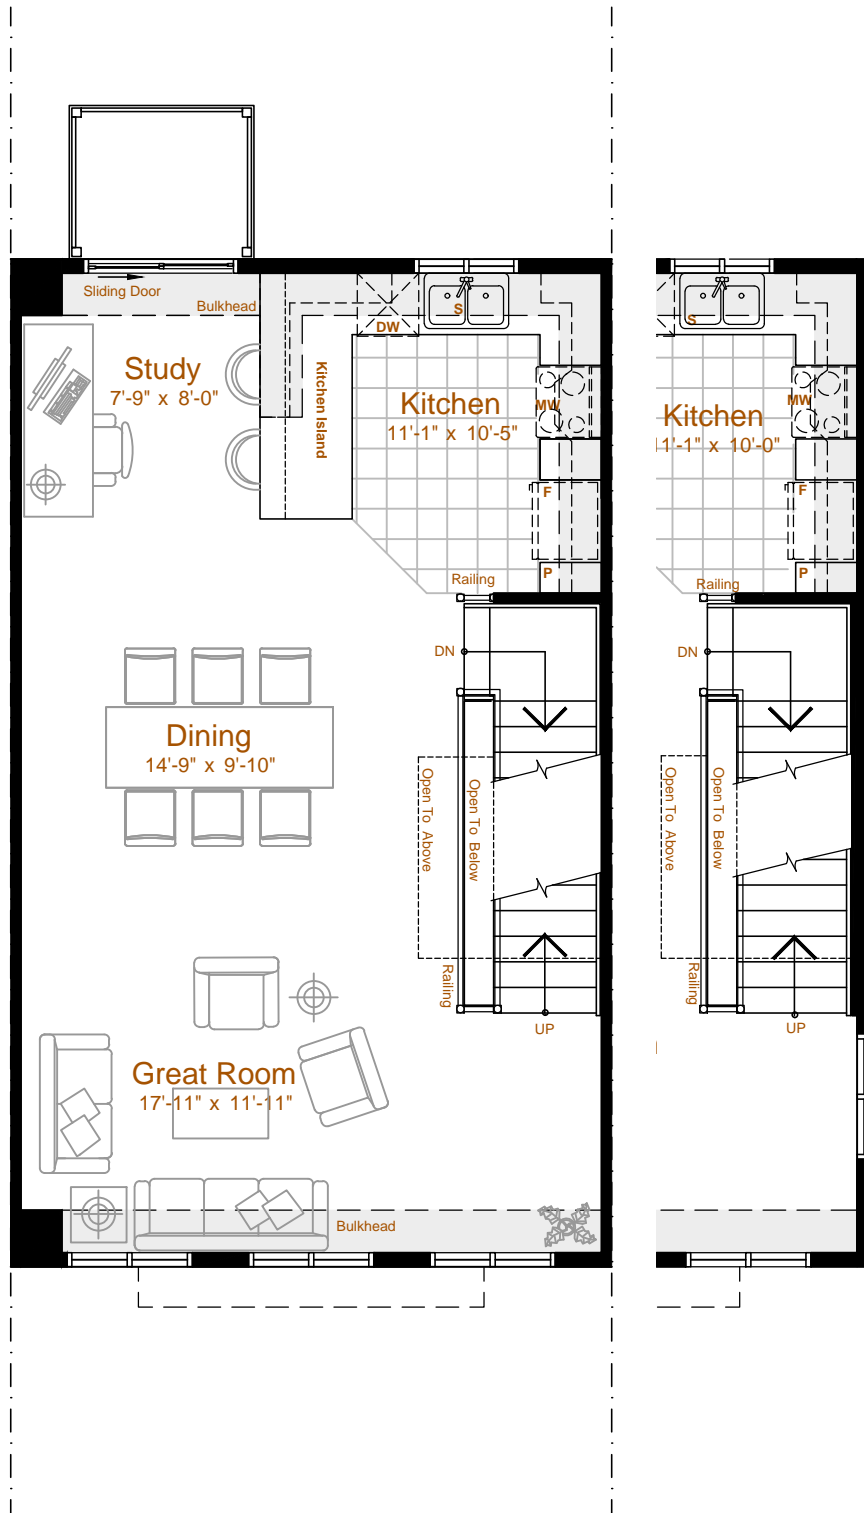 Sliding Door
Bulkhead
Study
7'-9" x 8'-0"
Kitchen Island
DW
S
Kitchen
11'-1" x 10'-5"
MW
F
P
Railing
DN
Dining
14'-9" x 9'-10"
Open To Above
Open To Below
Railing
UP
Great Room
17'-11" x 11'-11"
Bulkhead
S
Kitchen
11'-1" x 10'-0"
MW
F
P
Railing
DN
Open To Above
Open To Below
Railing
UP